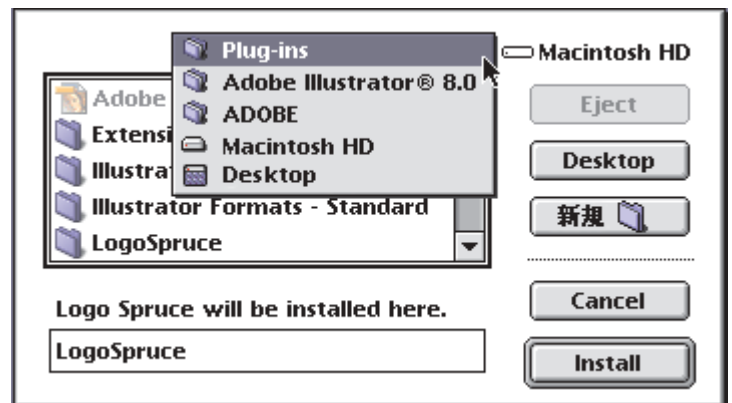 Plug-ins
Adobe Illustrator® 8.0
ADOBE
Macintosh HD
Desktop
Macintosh HD
Adobe
Extensi
Illustra
Illustrator Formats - Standard
LogoSpruce
Eject
Desktop
新規
Logo Spruce will be installed here.
LogoSpruce
Cancel
Install